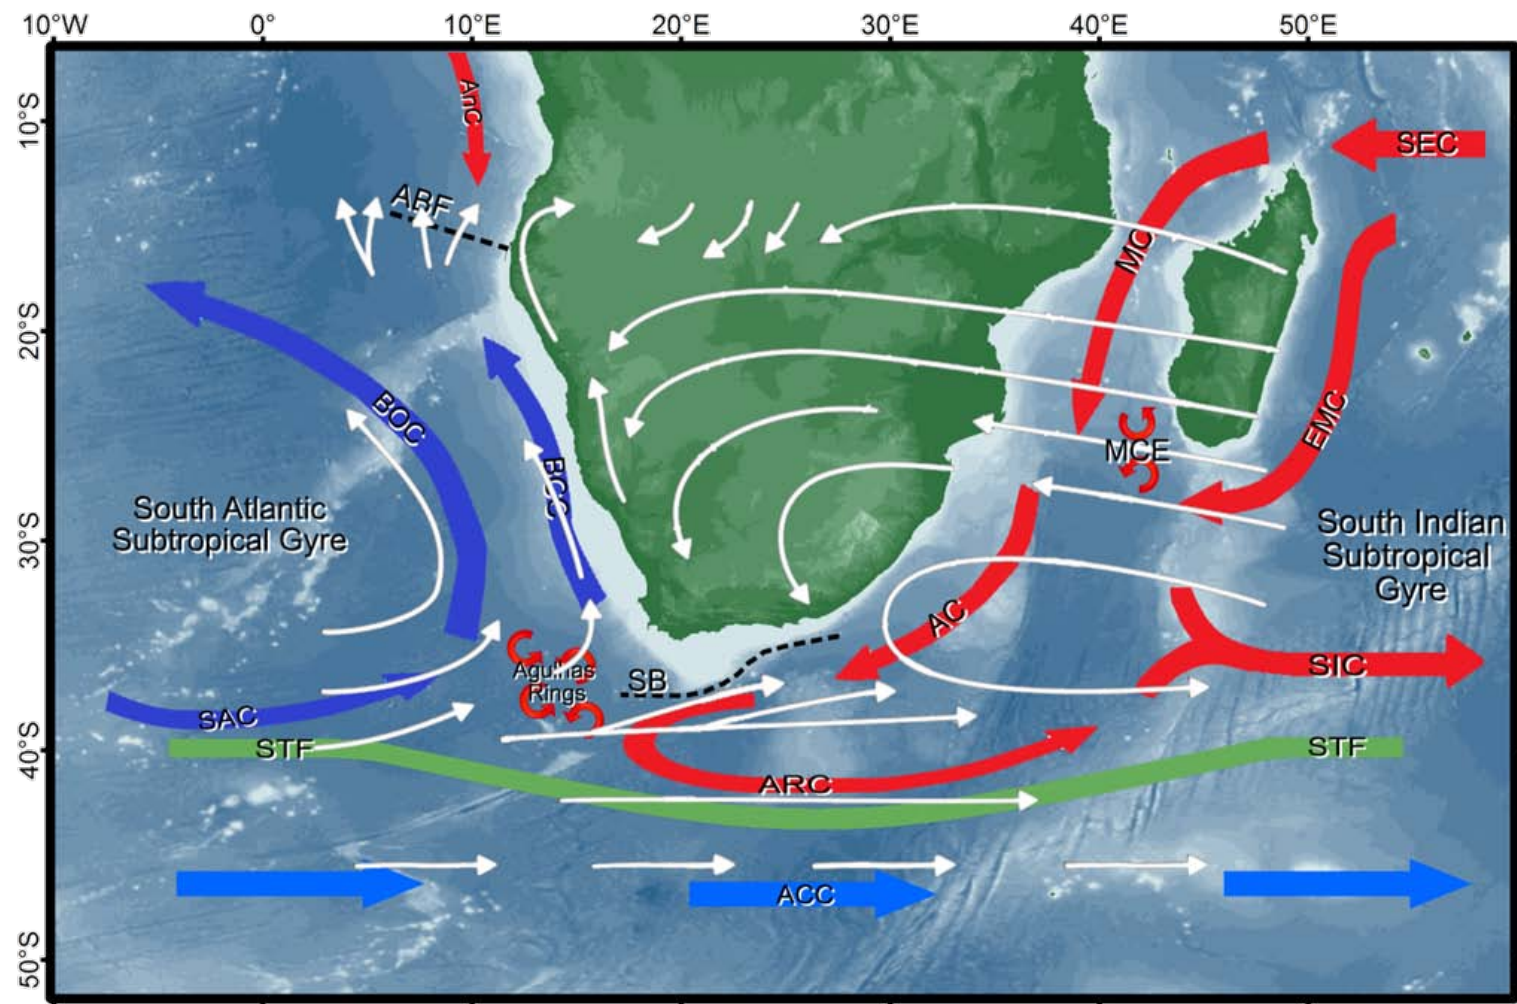 10°W 0° 10°E 20°E 30°E 40°E 50°E
10°S
20°S
30°S
40°S
50°S
AnC
SEC
ABF
MC
BOC
EMC
MCE
BCC
South Atlantic
Subtropical Gyre
South Indian
Subtropical
Gyre
AC
Agulhas
Rings
SB
SIC
SAC
STF
STF
ARC
ACC